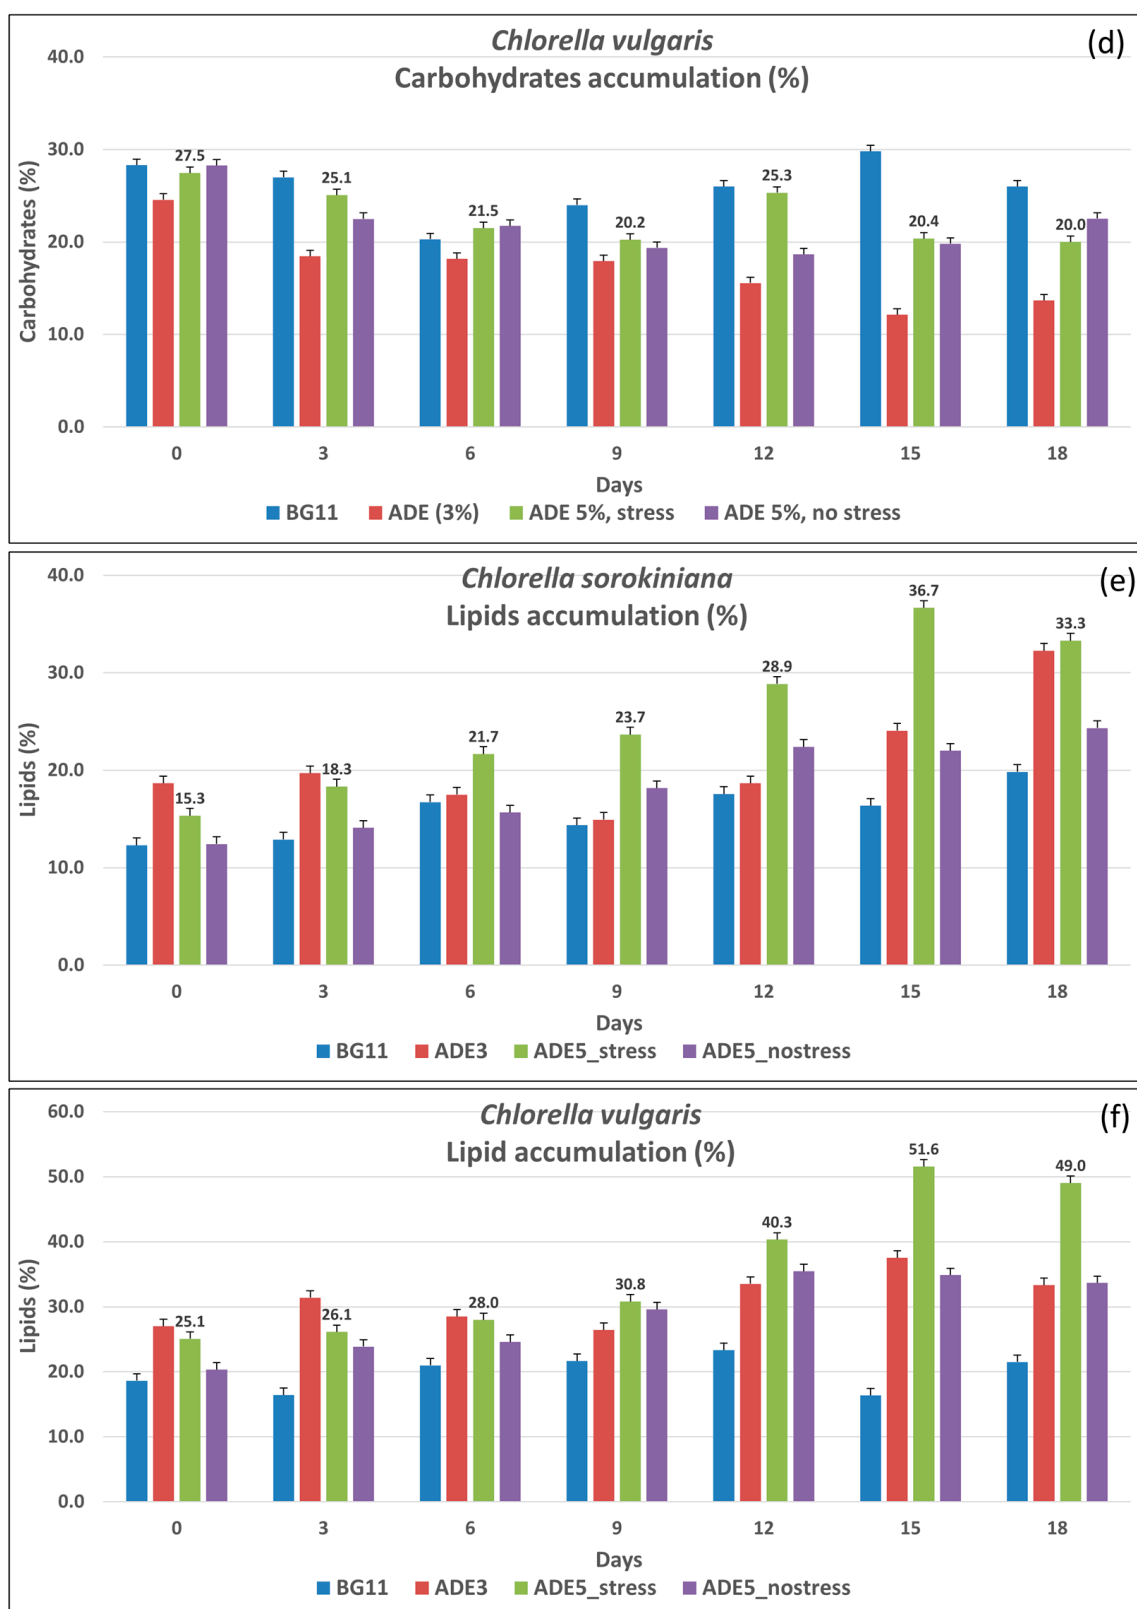 Chlorella vulgaris
(d)
Carbohydrates accumulation (%)
40.0
30.0
20.0
10.0
0.0
Carbohydrates (%)
27.5
25.1
21.5
20.2
25.3
20.4
20.0
0 3 6 9 12 15 18
Days
BG11 ADE (3%) ADE 5%, stress ADE 5%, no stress
Chlorella sorokiniana
(e)
Lipids accumulation (%)
40.0
30.0
20.0
10.0
0.0
Lipids (%)
15.3
18.3
21.7
23.7
28.9
36.7
33.3
0 3 6 9 12 15 18
Days
BG11 ADE3 ADE5_stress ADE5_nostress
Chlorella vulgaris
(f)
Lipid accumulation (%)
60.0
50.0
40.0
30.0
20.0
10.0
0.0
Lipids (%)
25.1
26.1
28.0
30.8
40.3
51.6
49.0
0 3 6 9 12 15 18
Days
BG11 ADE3 ADE5_stress ADE5_nostress